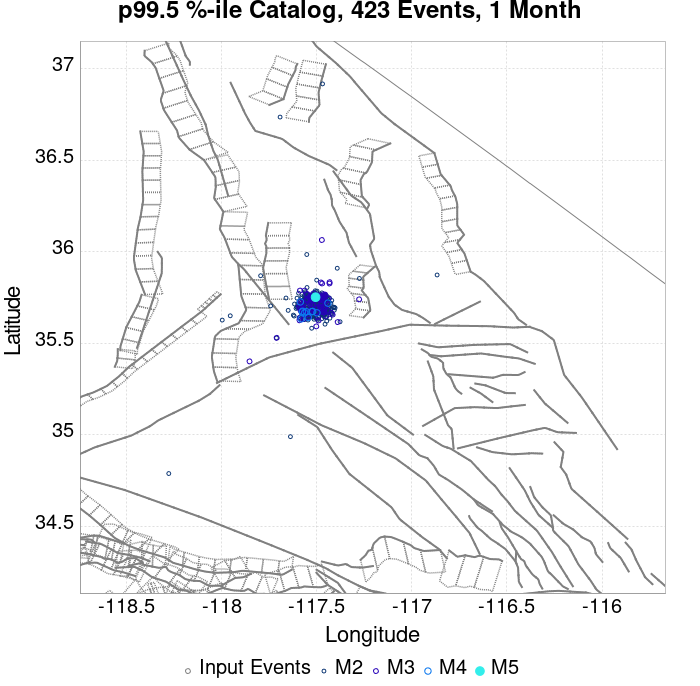 p99.5 %-ile Catalog, 423 Events, 1 Month
37
36.5
36
35.5
35
34.5
Latitude
-118.5 -118 -117.5 -117 -116.5 -116
Longitude
Input Events M2 M3 M4 M5